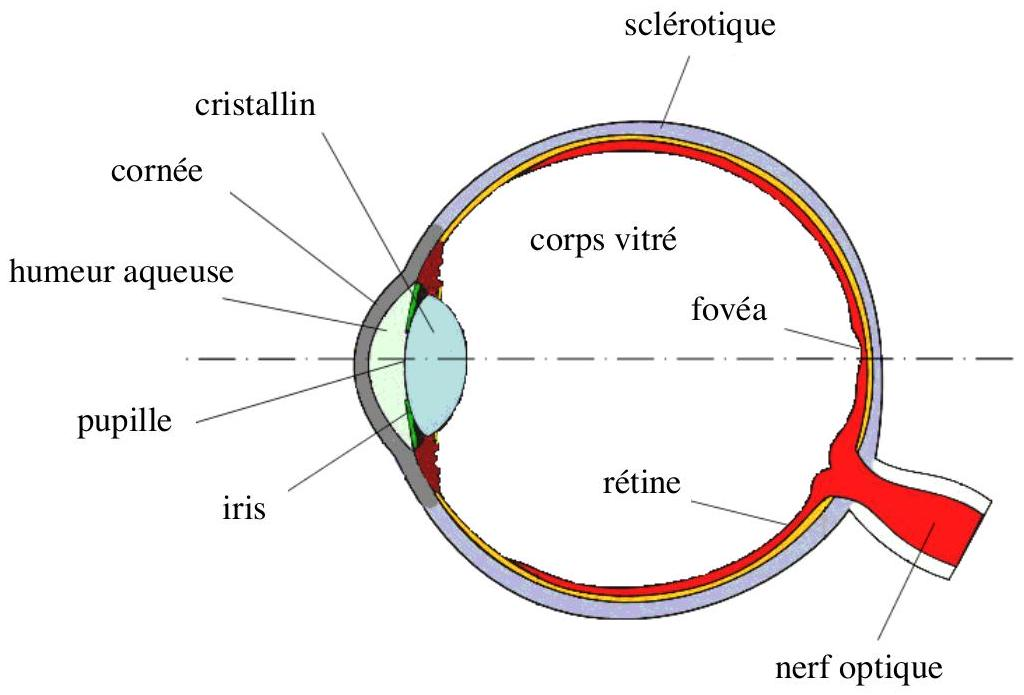 sclérotique
cristallin
cornée
corps vitré
humeur aqueuse
fovéa
pupille
rétine
iris
nerf optique